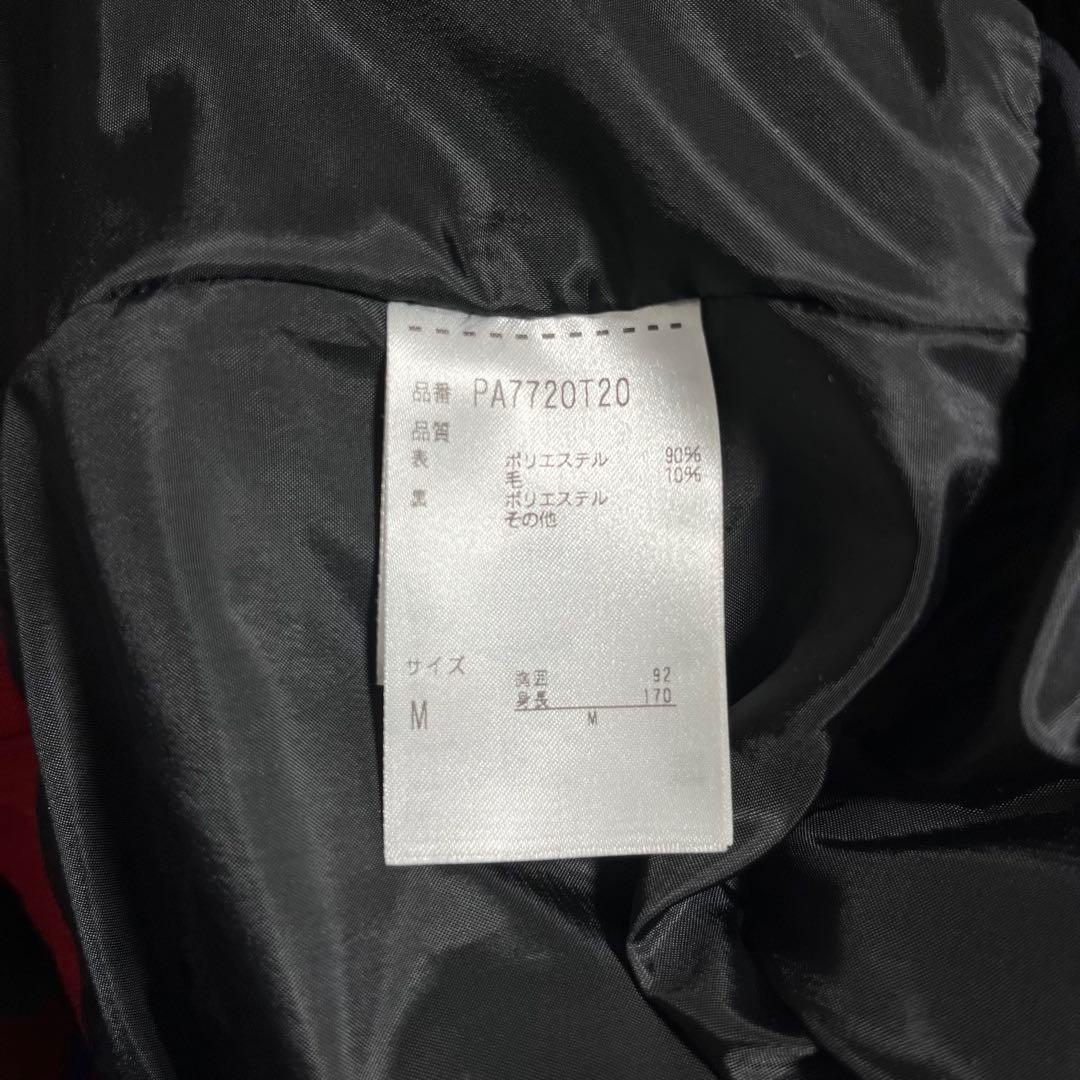 品番 PA7720T20
品質
表 ポリエステル 90%
毛 10%
黒 ポリエステル
その他
サイズ 胸囲 92
身長 170
M M